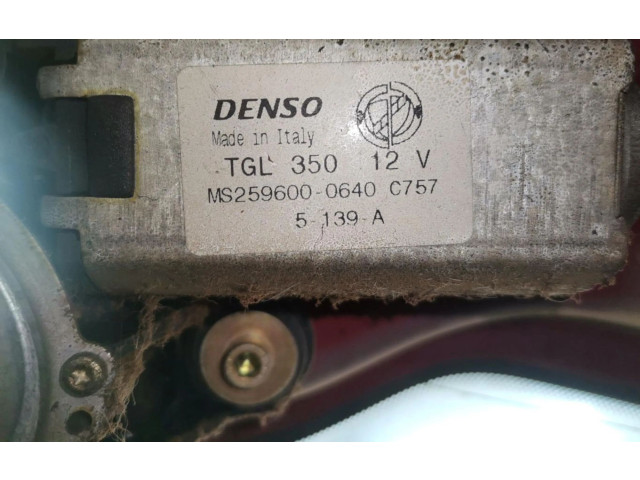 DENSO
Made in Italy
TGL 350 12 V
MS259600-0640 C757
5-139-A